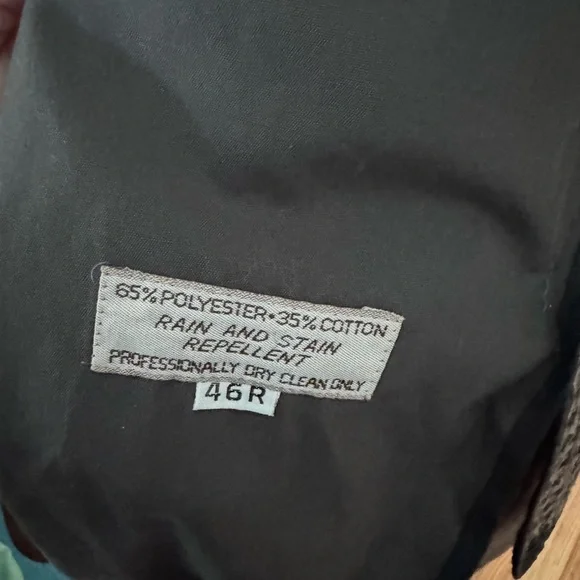 65% POLYESTER • 35% COTTON
RAIN AND STAIN
REPELLENT
PROFESSIONALLY DRY CLEAN ONLY
46R